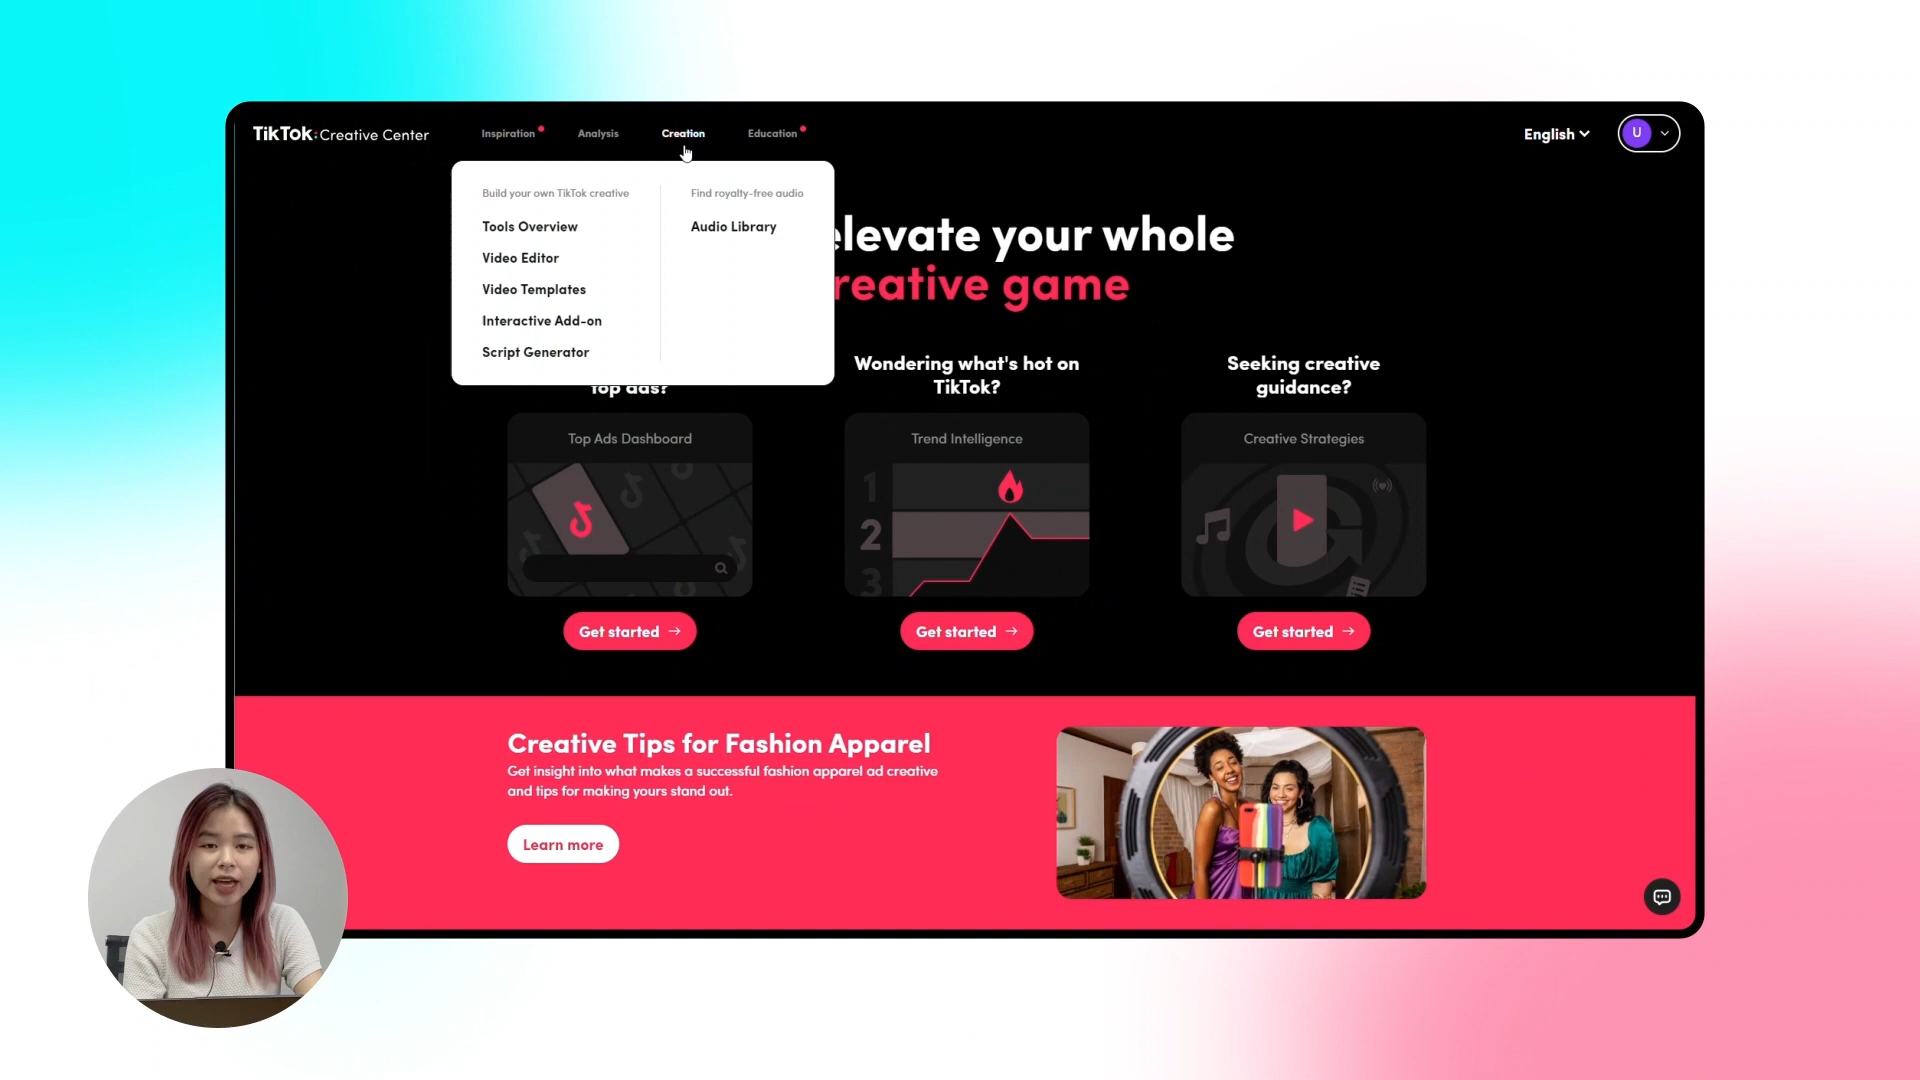 TikTok: Creative Center
Inspiration
Analysis
Creation
Education
English
U
Build your own TikTok creative
Tools Overview
Video Editor
Video Templates
Interactive Add-on
Script Generator
Find royalty-free audio
Audio Library
elevate your whole
reative game
top ads?
Wondering what's hot on
TikTok?
Seeking creative
guidance?
Top Ads Dashboard
Trend Intelligence
1
2
3
Creative Strategies
Get started →
Get started →
Get started →
Creative Tips for Fashion Apparel
Get insight into what makes a successful fashion apparel ad creative
and tips for making yours stand out.
Learn more